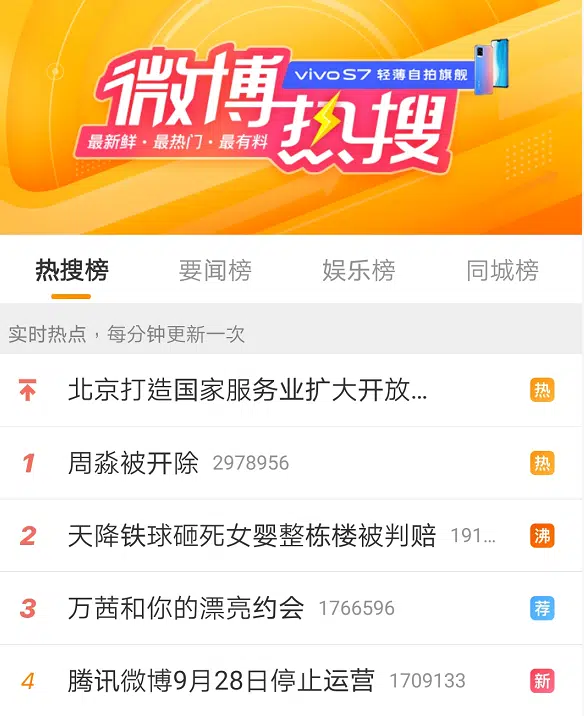 微博
vivo S7 轻薄自拍旗舰
热搜
最新鲜·最热门·最有料
热搜榜 要闻榜 娱乐榜 同城榜
实时热点，每分钟更新一次
北京打造国家服务业扩大开放... 热
1 周淼被开除 2978956 热
2 天降铁球砸死女婴整栋楼被判赔 191... 沸
3 万茜和你的漂亮约会 1766596 荐
4 腾讯微博9月28日停止运营 1709133 新